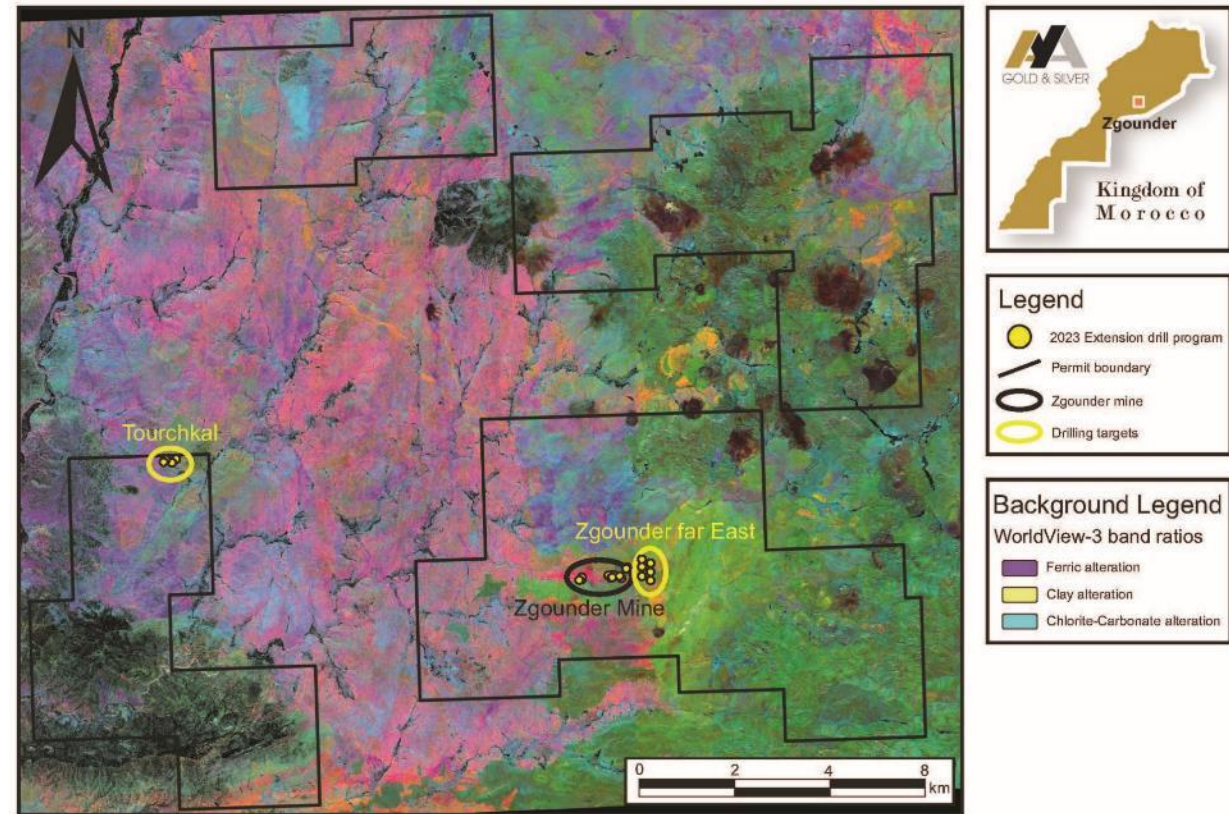 N
Tourchkal
Zgounder far East
Zgounder Mine
0 2 4 6 8
km
AYA
GOLD & SILVER
Zgounder
Kingdom of
Morocco
Legend
2023 Extension drill program
Permit boundary
Zgounder mine
Drilling targets
Background Legend
WorldView-3 band ratios
Ferric alteration
Clay alteration
Chlorite-Carbonate alteration